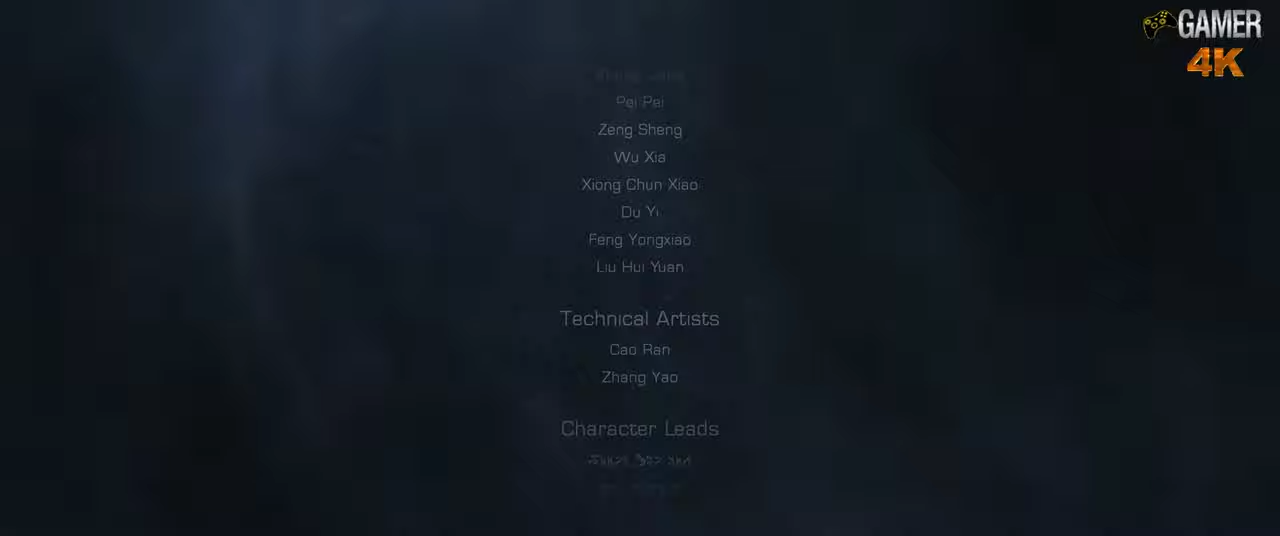 GAMER
4K
Pei Pei
Zeng Sheng
Wu Xia
Xiong Chun Xiao
Du Yi
Feng Yongxiao
Liu Hui Yuan
Technical Artists
Cao Ran
Zhang Yao
Character Leads